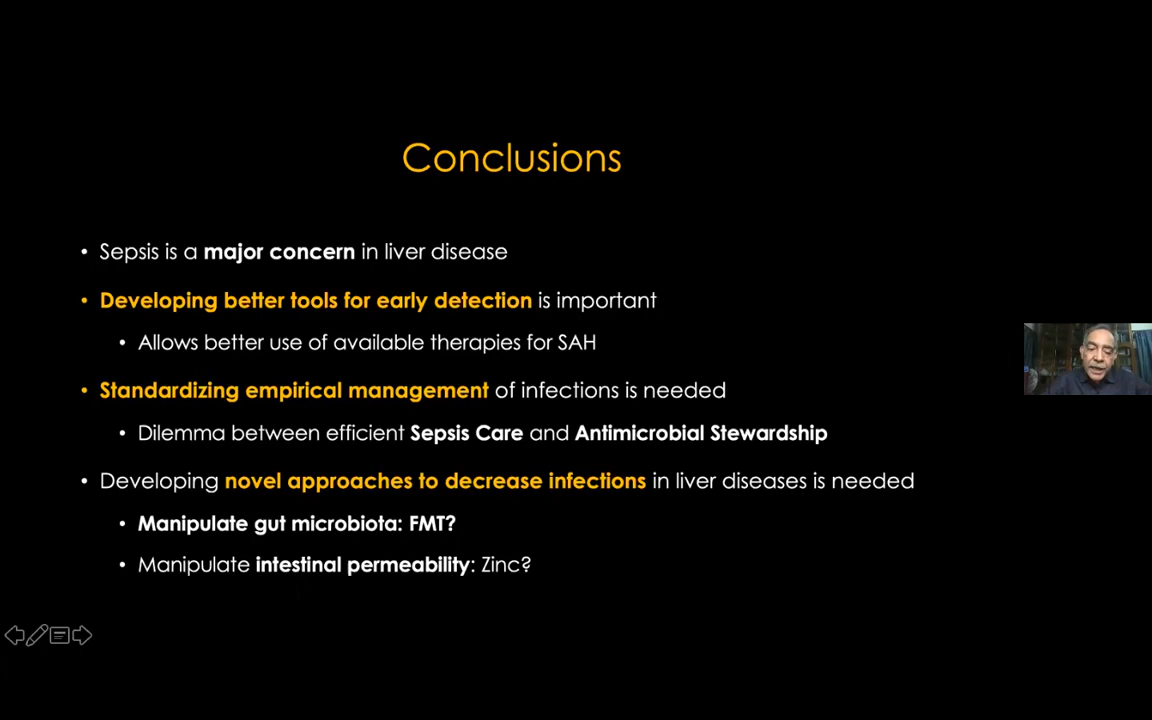 Conclusions
• Sepsis is a major concern in liver disease
• Developing better tools for early detection is important
• Allows better use of available therapies for SAH
• Standardizing empirical management of infections is needed
• Dilemma between efficient Sepsis Care and Antimicrobial Stewardship
• Developing novel approaches to decrease infections in liver diseases is needed
• Manipulate gut microbiota: FMT?
• Manipulate intestinal permeability: Zinc?